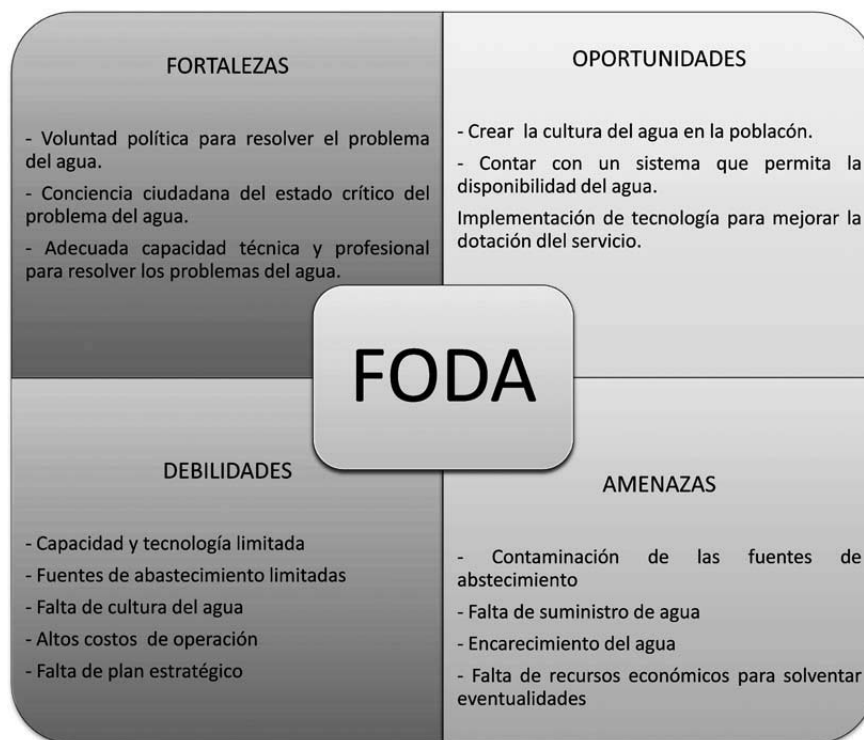 FORTALEZAS
- Voluntad política para resolver el problema
del agua.
- Conciencia ciudadana del estado crítico del
problema del agua.
- Adecuada capacidad técnica y profesional
para resolver los problemas del agua.
OPORTUNIDADES
- Crear la cultura del agua en la poblacón.
- Contar con un sistema que permita la
disponibilidad del agua.
Implementación de tecnología para mejorar la
dotación dlel servicio.
FODA
DEBILIDADES
- Capacidad y tecnología limitada
- Fuentes de abastecimiento limitadas
- Falta de cultura del agua
- Altos costos de operación
- Falta de plan estratégico
AMENAZAS
- Contaminación de las fuentes de
abstecimiento
- Falta de suministro de agua
- Encarecimiento del agua
- Falta de recursos económicos para solventar
eventualidades